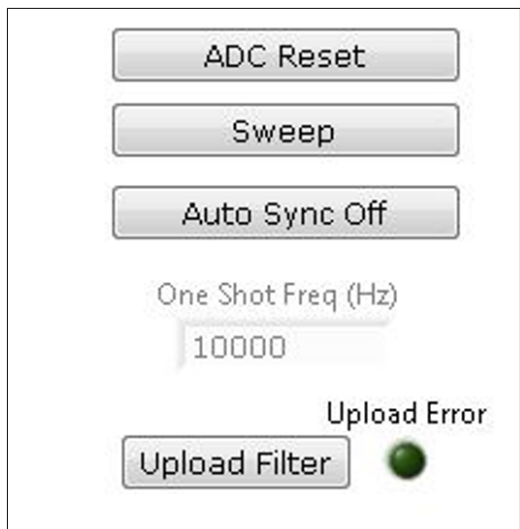 ADC Reset
Sweep
Auto Sync Off
One Shot Freq (Hz)
10000
Upload Error
Upload Filter